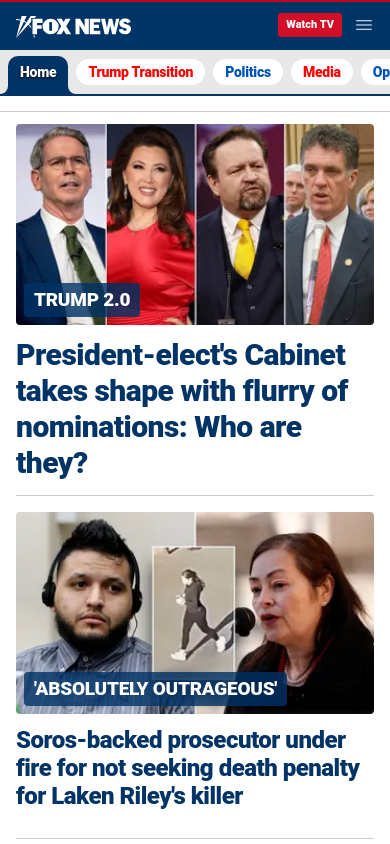 FOX NEWS
Watch TV
Home
Trump Transition
Politics
Media
Op
TRUMP 2.0
President-elect's Cabinet
takes shape with flurry of
nominations: Who are
they?
'ABSOLUTELY OUTRAGEOUS'
Soros-backed prosecutor under
fire for not seeking death penalty
for Laken Riley's killer